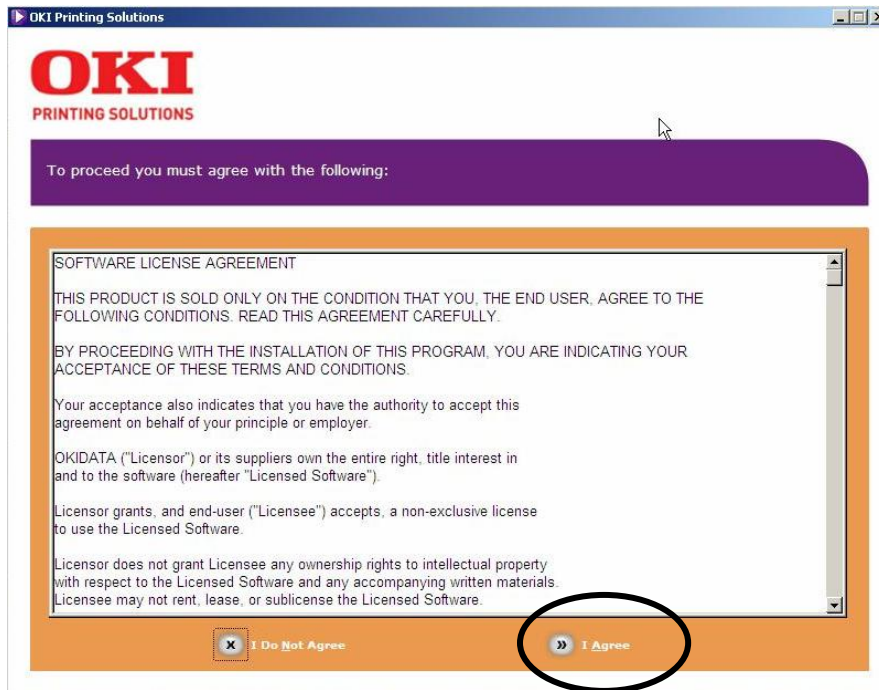 OKI Printing Solutions
OKI
PRINTING SOLUTIONS
To proceed you must agree with the following:
SOFTWARE LICENSE AGREEMENT
THIS PRODUCT IS SOLD ONLY ON THE CONDITION THAT YOU, THE END USER, AGREE TO THE
FOLLOWING CONDITIONS. READ THIS AGREEMENT CAREFULLY.
BY PROCEEDING WITH THE INSTALLATION OF THIS PROGRAM, YOU ARE INDICATING YOUR
ACCEPTANCE OF THESE TERMS AND CONDITIONS.
Your acceptance also indicates that you have the authority to accept this
agreement on behalf of your principle or employer.
OKIDATA ("Licensor") or its suppliers own the entire right, title interest in
and to the software (hereafter "Licensed Software").
Licensor grants, and end-user ("Licensee") accepts, a non-exclusive license
to use the Licensed Software.
Licensor does not grant Licensee any ownership rights to intellectual property
with respect to the Licensed Software and any accompanying written materials.
Licensee may not rent, lease, or sublicense the Licensed Software.
I Do Not Agree
I Agree